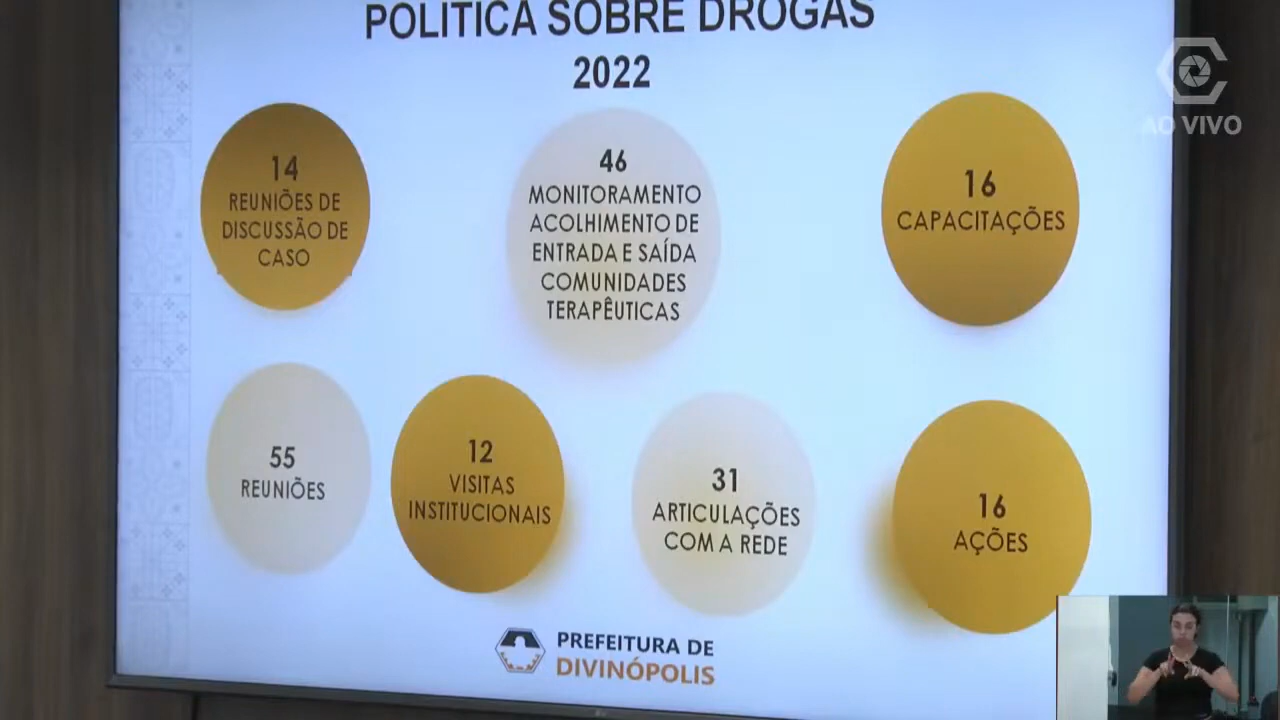 POLÍTICA SOBRE DROGAS
2022
AO VIVO
14
REUNIÕES DE
DISCUSSÃO DE
CASO
46
MONITORAMENTO
ACOLHIMENTO DE
ENTRADA E SAÍDA
COMUNIDADES
TERAPÊUTICAS
16
CAPACITAÇÕES
55
REUNIÕES
12
VISITAS
INSTITUCIONAIS
31
ARTICULAÇÕES
COM A REDE
16
AÇÕES
PREFEITURA DE
DIVINÓPOLIS